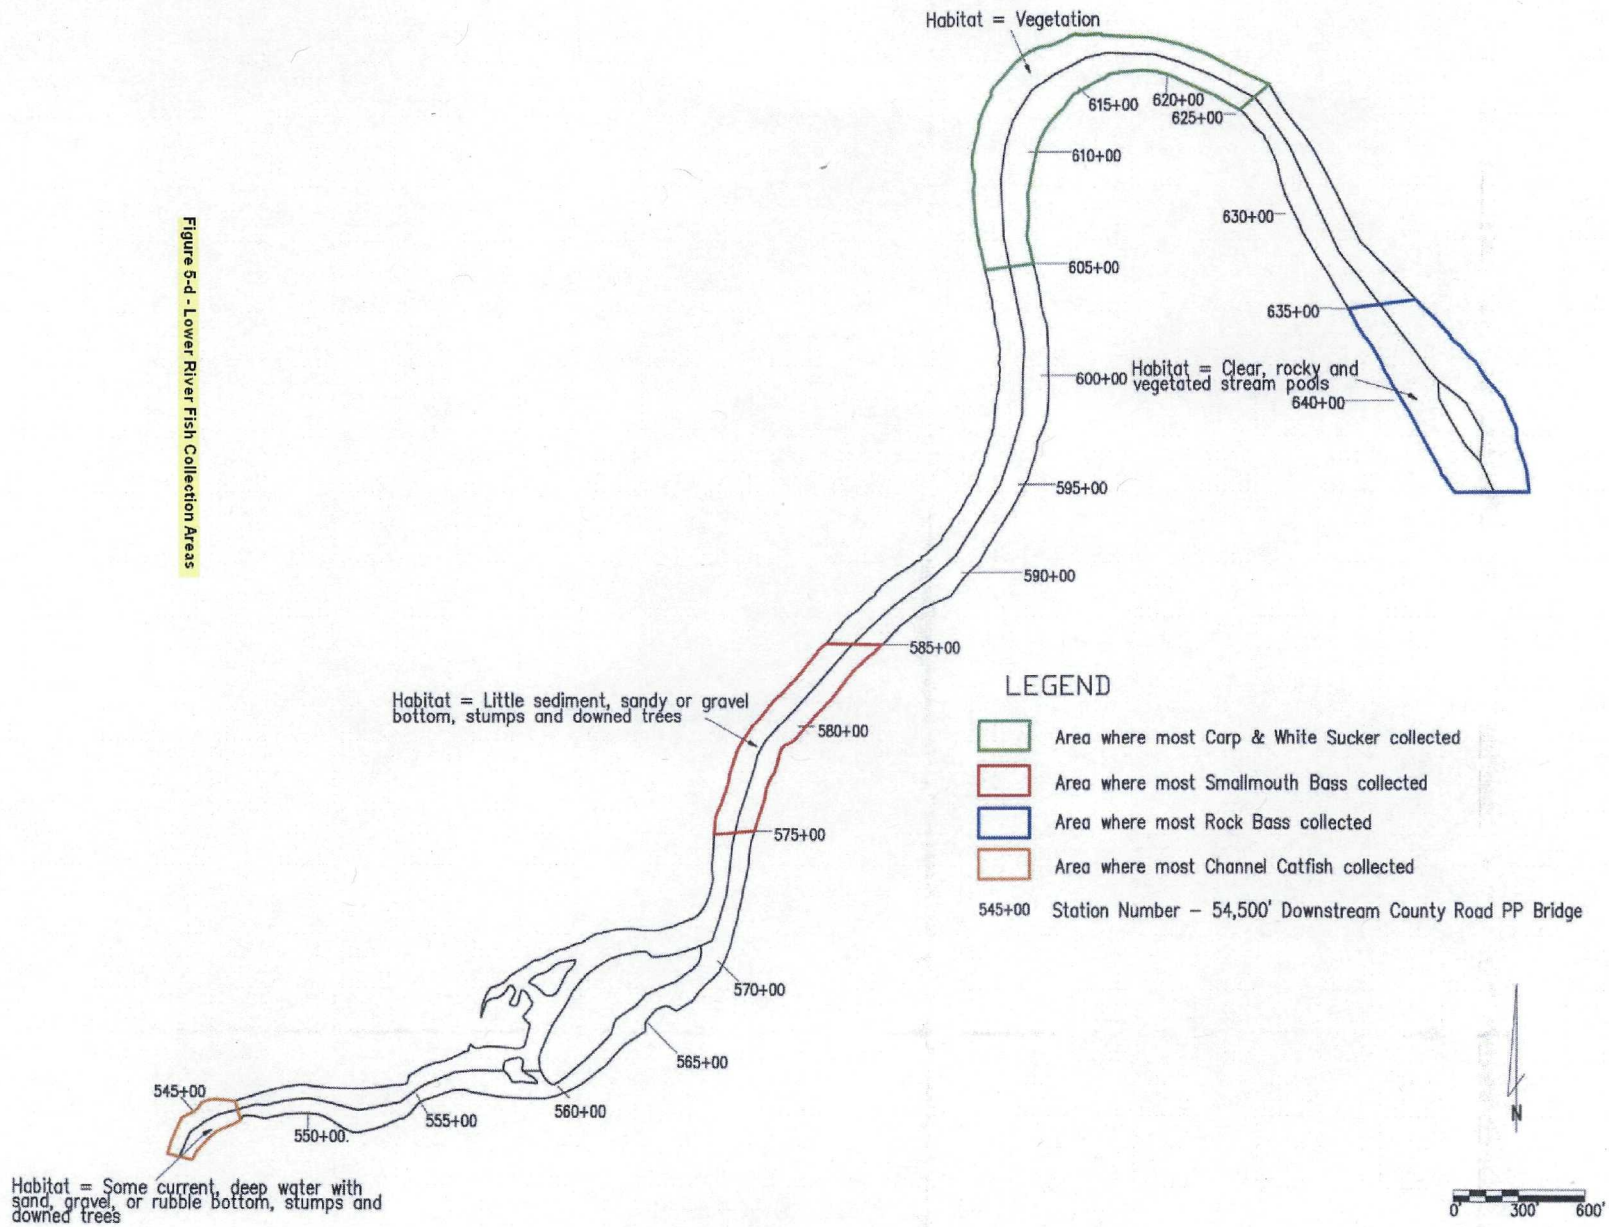 Habitat = Vegetation
615+00
620+00
625+00
610+00
630+00
605+00
635+00
600+00
Habitat = Clear, rocky and
vegetated stream pools
640+00
595+00
590+00
585+00
Habitat = Little sediment, sandy or gravel
bottom, stumps and downed trees
580+00
575+00
570+00
565+00
560+00
555+00
550+00.
545+00
Habitat = Some current, deep water with
sand, gravel, or rubble bottom, stumps and
downed trees
Figure 5-d - Lower River Fish Collection Areas
LEGEND
Area where most Carp & White Sucker collected
Area where most Smallmouth Bass collected
Area where most Rock Bass collected
Area where most Channel Catfish collected
545+00 Station Number - 54,500' Downstream County Road PP Bridge
N
0' 300' 600'